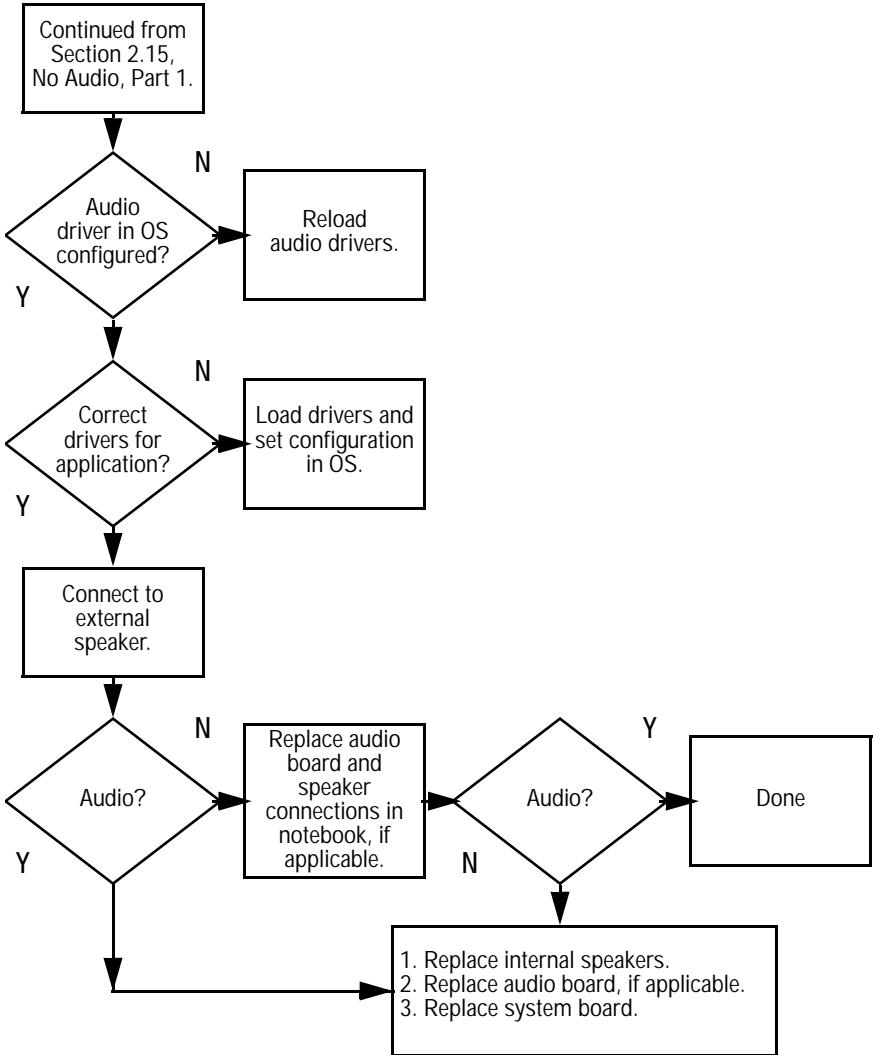 Continued from
Section 2.15,
No Audio, Part 1.
N
Audio
driver in OS
configured?
Reload
audio drivers.
Y
N
Correct
drivers for
application?
Load drivers and
set configuration
in OS.
Y
Connect to
external
speaker.
N
Audio?
Replace audio
board and
speaker
connections in
notebook, if
applicable.
Y
Audio?
Done
Y
N
1. Replace internal speakers.
2. Replace audio board, if applicable.
3. Replace system board.